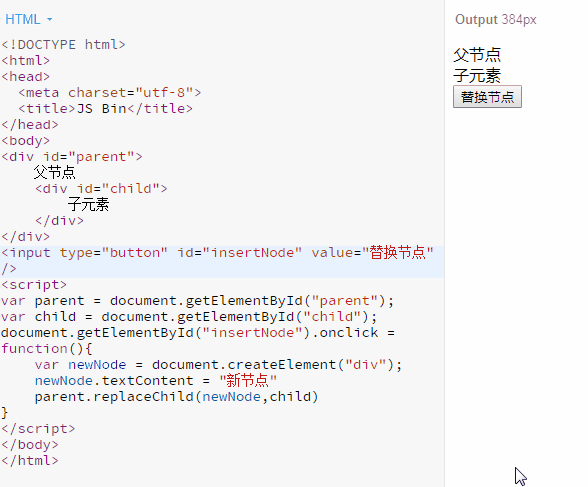 HTML
Output 384px
<!DOCTYPE html>
<html>
<head>
  <meta charset="utf-8">
  <title>JS Bin</title>
</head>
<body>
<div id="parent">
    父节点
    <div id="child">
        子元素
    </div>
</div>
<input type="button" id="insertNode" value="替换节点"
/>
<script>
var parent = document.getElementById("parent");
var child = document.getElementById("child");
document.getElementById("insertNode").onclick =
function(){
    var newNode = document.createElement("div");
    newNode.textContent = "新节点"
    parent.replaceChild(newNode,child)
}
</script>
</body>
</html>
父节点
子元素
替换节点